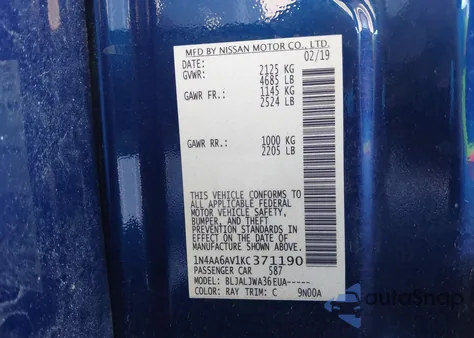 MFD BY NISSAN MOTOR CO., LTD.
DATE: 02/19
GVWR: 2125 KG
4685 LB
GAWR FR.: 1145 KG
2524 LB
GAWR RR.: 1000 KG
2205 LB
THIS VEHICLE CONFORMS TO
ALL APPLICABLE FEDERAL
MOTOR VEHICLE SAFETY,
BUMPER, AND THEFT
PREVENTION STANDARDS IN
EFFECT ON THE DATE OF
MANUFACTURE SHOWN ABOVE.
1N4AA6AV1KC371190
PASSENGER CAR 587
MODEL: BLJALJWA36EUA-----
COLOR: RAY TRIM: C 9N00A
autoSnap